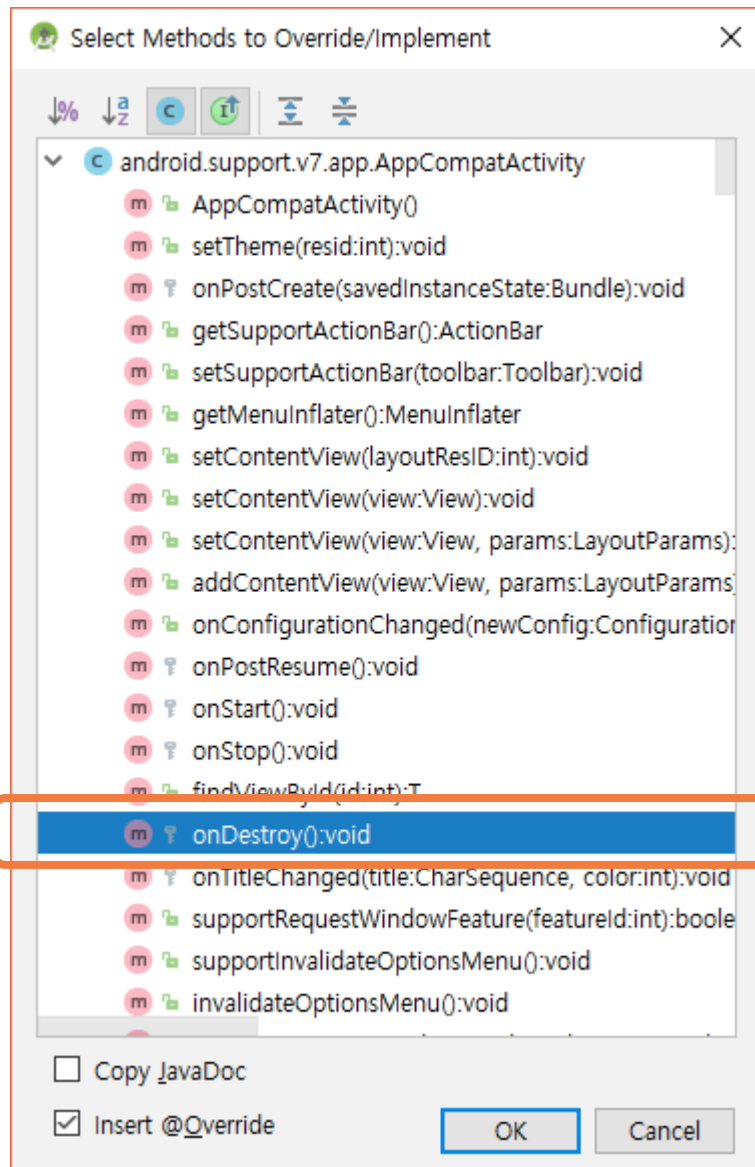 Select Methods to Override/Implement
android.support.v7.app.AppCompatActivity
AppCompatActivity()
setTheme(resid:int):void
onPostCreate(savedInstanceState:Bundle):void
getSupportActionBar():ActionBar
setSupportActionBar(toolbar:Toolbar):void
getMenuInflater():MenuInflater
setContentView(layoutResID:int):void
setContentView(view:View):void
setContentView(view:View, params:LayoutParams):
addContentView(view:View, params:LayoutParams)
onConfigurationChanged(newConfig:Configuration
onPostResume():void
onStart():void
onStop():void
findViewById(id:int):T
onDestroy():void
onTitleChanged(title:CharSequence, color:int):void
supportRequestWindowFeature(featureId:int):boole
supportInvalidateOptionsMenu():void
invalidateOptionsMenu():void
Copy JavaDoc
Insert @Override
OK Cancel